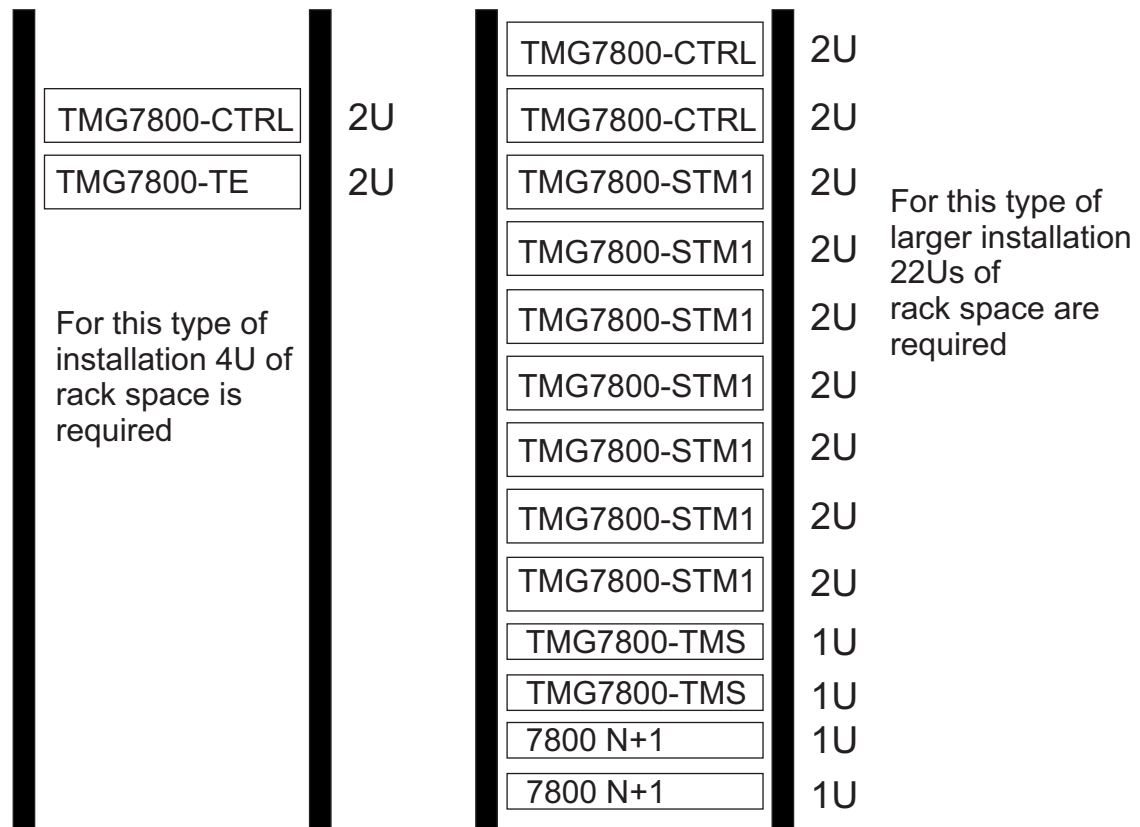 TMG7800-CTRL 2U
TMG7800-TE 2U
For this type of
installation 4U of
rack space is
required
TMG7800-CTRL 2U
TMG7800-CTRL 2U
TMG7800-STM1 2U
TMG7800-STM1 2U
TMG7800-STM1 2U
TMG7800-STM1 2U
TMG7800-STM1 2U
TMG7800-STM1 2U
TMG7800-STM1 2U
TMG7800-TMS 1U
TMG7800-TMS 1U
7800 N+1 1U
7800 N+1 1U
For this type of
larger installation
22Us of
rack space are
required